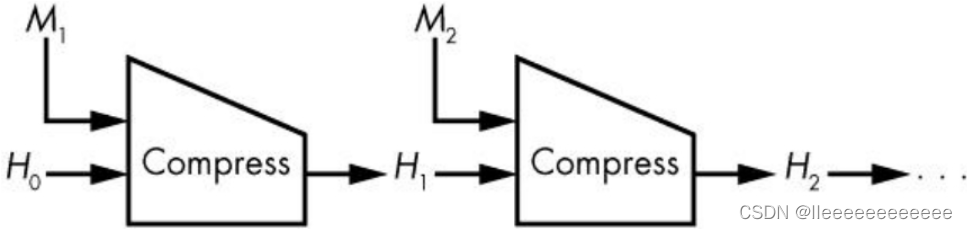 M₁ M₂
H₀ Compress H₁ Compress H₂ . . .
CSDN @lleeeeeeeeeeee